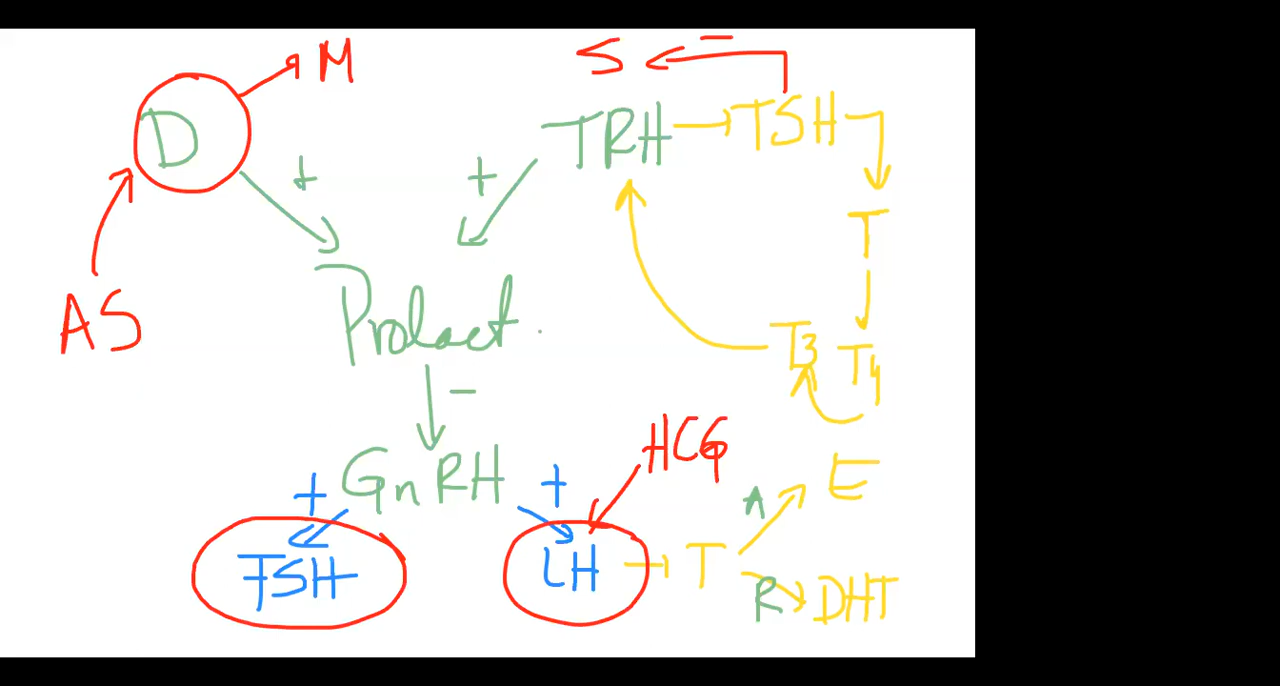 M
S −
D
TRH TSH
+ +
T
AS
Prolact
T3 T4
−
HCG
GnRH
E
+ +
A
FSH LH T
R DHT